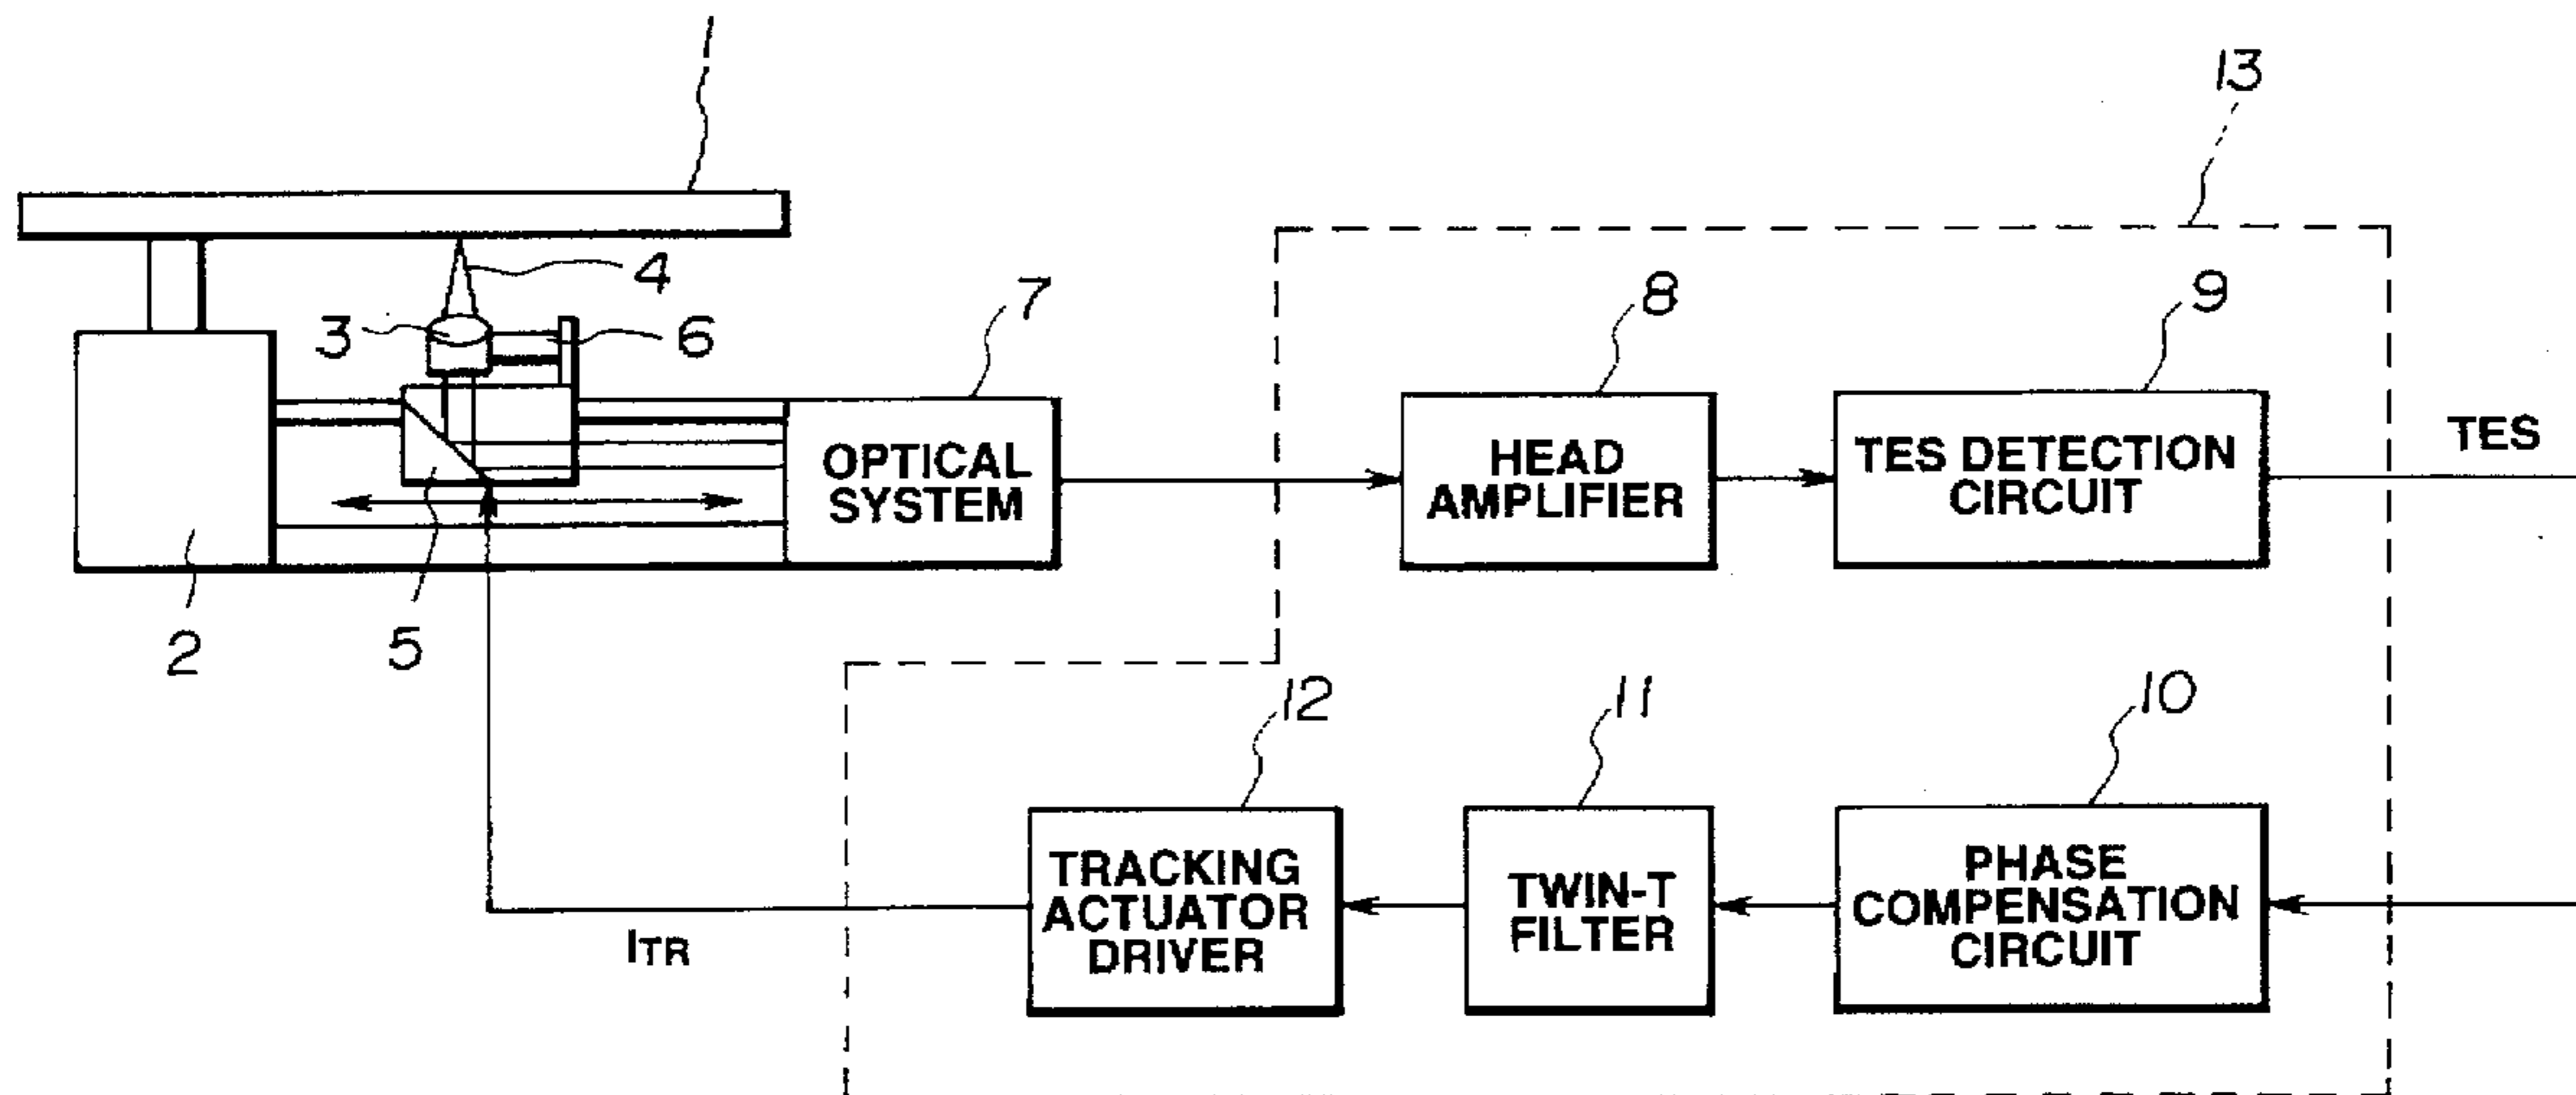 13
4
7
8
9
3
6
TES
OPTICAL
SYSTEM
HEAD
AMPLIFIER
TES DETECTION
CIRCUIT
2
5
12
11
10
TRACKING
ACTUATOR
DRIVER
TWIN-T
FILTER
PHASE
COMPENSATION
CIRCUIT
ITR